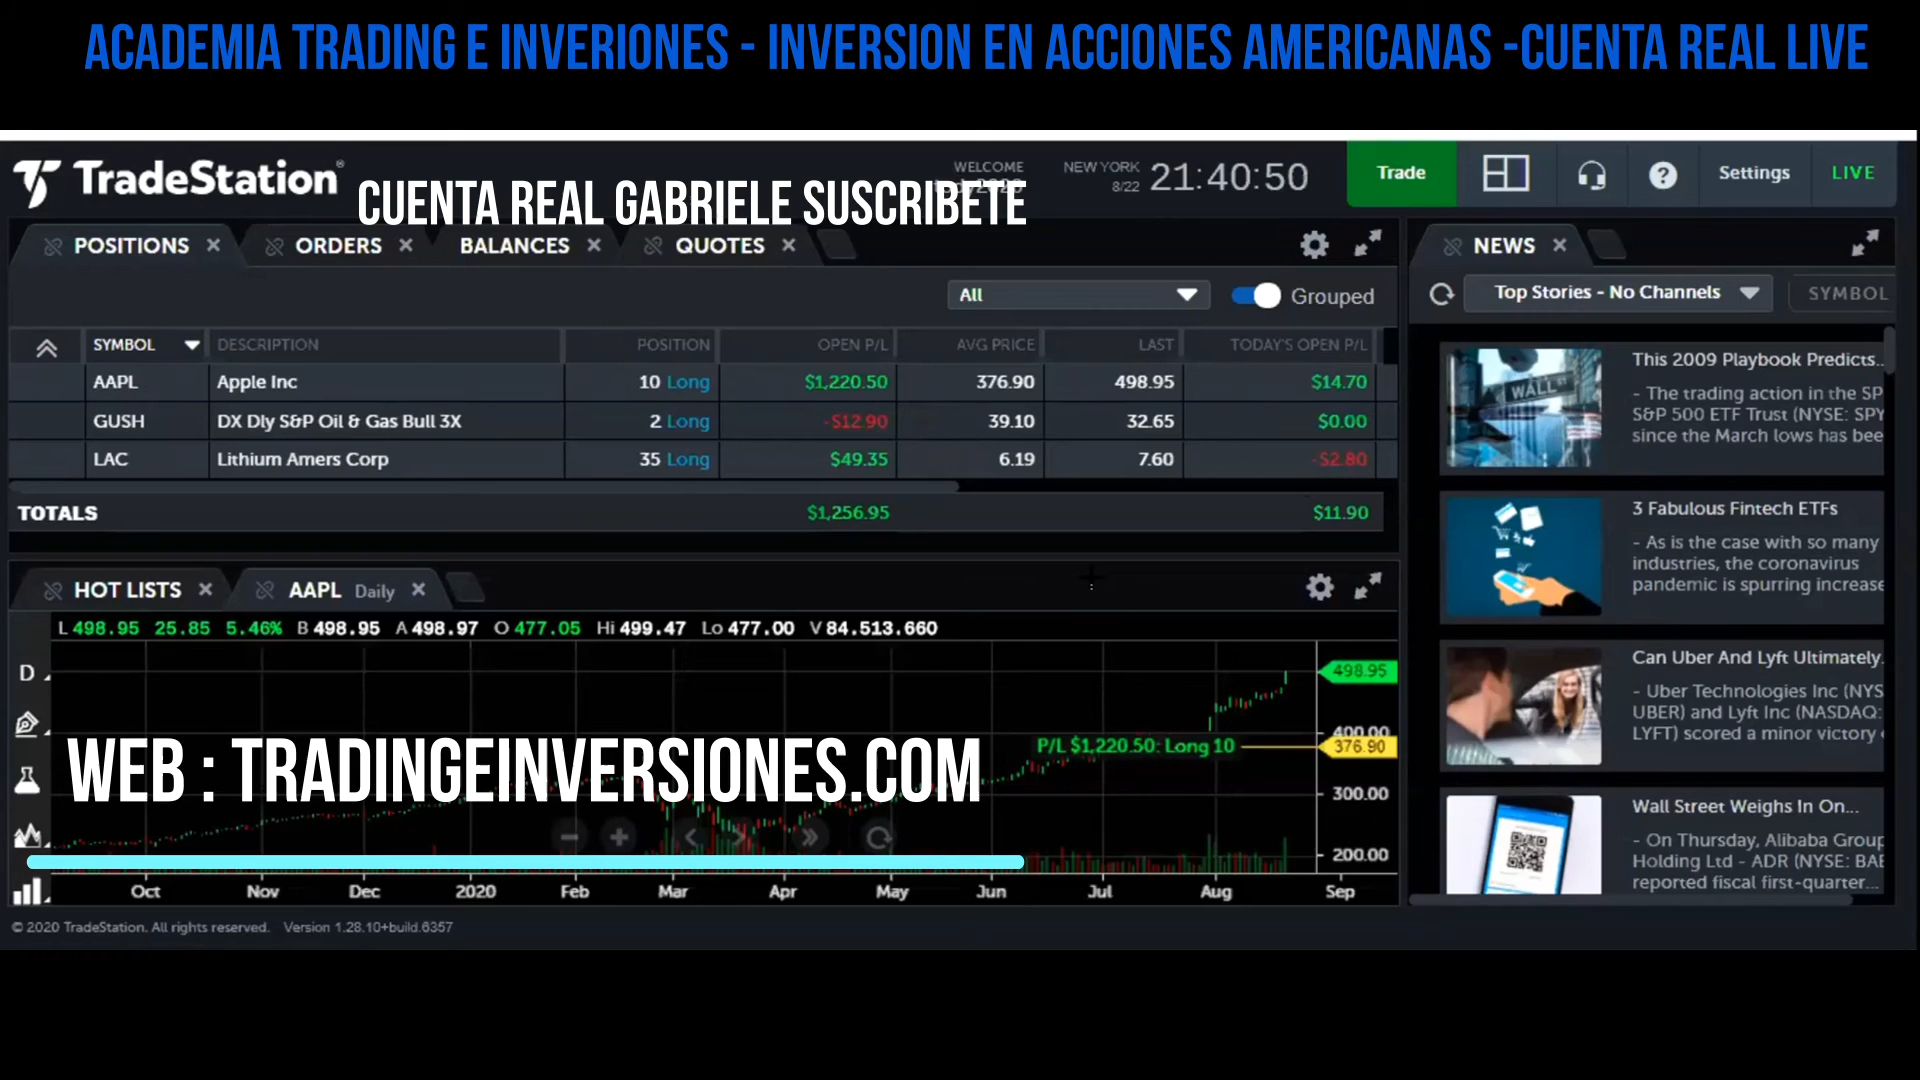 ACADEMIA TRADING E INVERIONES - INVERSION EN ACCIONES AMERICANAS -CUENTA REAL LIVE
TradeStation®
CUENTA REAL GABRIELE SUSCRIBETE
WELCOME
NEW YORK
8/22
21:40:50
Trade
Settings
LIVE
POSITIONS × ORDERS × BALANCES × QUOTES ×
All
Grouped
SYMBOL DESCRIPTION POSITION OPEN P/L AVG PRICE LAST TODAY'S OPEN P/L
AAPL Apple Inc 10 Long $1,220.50 376.90 498.95 $14.70
GUSH DX Dly S&P Oil & Gas Bull 3X 2 Long -$12.90 39.10 32.65 $0.00
LAC Lithium Amers Corp 35 Long $49.35 6.19 7.60 -$2.80
TOTALS $1,256.95 $11.90
HOT LISTS × AAPL Daily ×
L 498.95 25.85 5.46% B 498.95 A 498.97 O 477.05 Hi 499.47 Lo 477.00 V 84.513.660
D
498.95
400.00
P/L $1,220.50: Long 10
376.90
300.00
200.00
WEB : TRADINGEINVERSIONES.COM
Oct Nov Dec 2020 Feb Mar Apr May Jun Jul Aug Sep
© 2020 TradeStation. All rights reserved. Version 1.28.10+build.6357
NEWS ×
Top Stories - No Channels
SYMBOL
This 2009 Playbook Predicts...
- The trading action in the SP
S&P 500 ETF Trust (NYSE: SPY
since the March lows has bee
WALL ST
3 Fabulous Fintech ETFs
- As is the case with so many
industries, the coronavirus
pandemic is spurring increase
Can Uber And Lyft Ultimately.
- Uber Technologies Inc (NYS
UBER) and Lyft Inc (NASDAQ:
LYFT) scored a minor victory
Wall Street Weighs In On...
- On Thursday, Alibaba Group
Holding Ltd - ADR (NYSE: BAB
reported fiscal first-quarter...